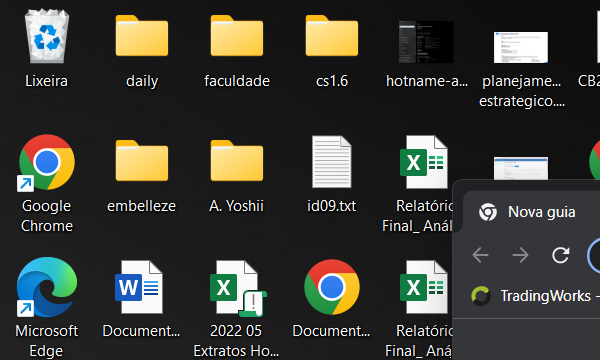 Lixeira
daily
faculdade
cs1.6
hotname-a...
planejame...
estrategico....
CB2
Google
Chrome
embelleze
A. Yoshii
id09.txt
Relatório
Final_ Anál
Nova guia
TradingWorks –
Microsoft
Edge
Document...
2022 05
Extratos Ho...
Document...
Relatório
Final_ Anál